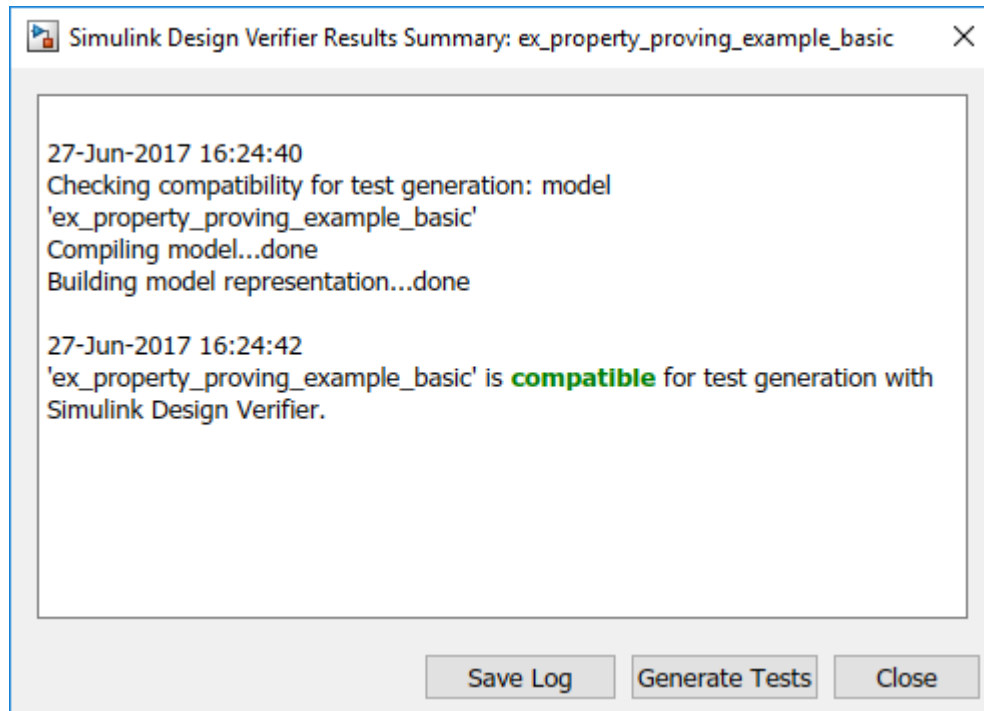 Simulink Design Verifier Results Summary: ex_property_proving_example_basic
27-Jun-2017 16:24:40
Checking compatibility for test generation: model
'ex_property_proving_example_basic'
Compiling model...done
Building model representation...done
27-Jun-2017 16:24:42
'ex_property_proving_example_basic' is compatible for test generation with
Simulink Design Verifier.
Save Log
Generate Tests
Close